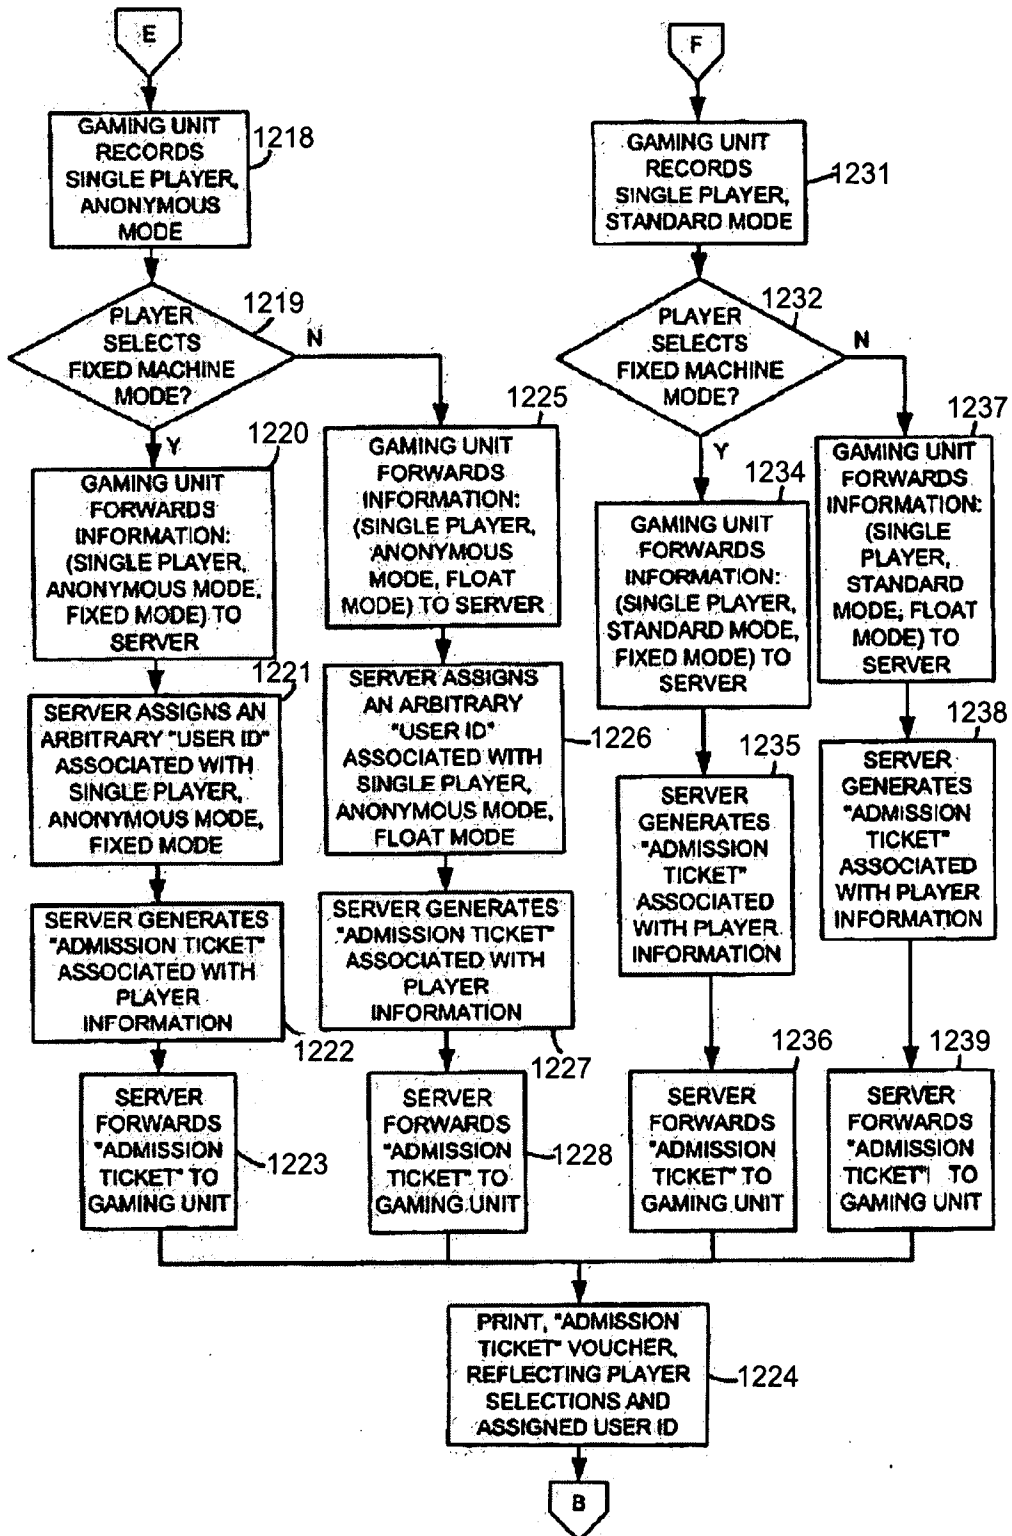 E
GAMING UNIT
RECORDS
SINGLE PLAYER,
ANONYMOUS
MODE
1218
PLAYER
SELECTS
FIXED MACHINE
MODE?
1219
N
Y
1220
GAMING UNIT
FORWARDS
INFORMATION:
(SINGLE PLAYER,
ANONYMOUS MODE,
FIXED MODE) TO
SERVER
1221
SERVER ASSIGNS AN
ARBITRARY "USER ID"
ASSOCIATED WITH
SINGLE PLAYER,
ANONYMOUS MODE,
FIXED MODE
SERVER GENERATES
"ADMISSION TICKET"
ASSOCIATED WITH
PLAYER
INFORMATION
1222
SERVER
FORWARDS
"ADMISSION
TICKET" TO
GAMING UNIT
1223
1225
GAMING UNIT
FORWARDS
INFORMATION:
(SINGLE PLAYER,
ANONYMOUS
MODE, FLOAT
MODE) TO SERVER
SERVER ASSIGNS
AN ARBITRARY
"USER ID"
ASSOCIATED WITH
SINGLE PLAYER,
ANONYMOUS MODE,
FLOAT MODE
1226
SERVER GENERATES
"ADMISSION TICKET"
ASSOCIATED WITH
PLAYER
INFORMATION
1227
SERVER
FORWARDS
"ADMISSION
TICKET" TO
GAMING UNIT
1228
F
GAMING UNIT
RECORDS
SINGLE PLAYER,
STANDARD MODE
1231
PLAYER
SELECTS
FIXED MACHINE
MODE?
1232
N
Y
1234
GAMING UNIT
FORWARDS
INFORMATION:
(SINGLE PLAYER,
STANDARD MODE,
FIXED MODE) TO
SERVER
1235
SERVER
GENERATES
"ADMISSION
TICKET"
ASSOCIATED
WITH PLAYER
INFORMATION
1236
SERVER
FORWARDS
"ADMISSION
TICKET" TO
GAMING UNIT
1237
GAMING UNIT
FORWARDS
INFORMATION:
(SINGLE
PLAYER,
STANDARD
MODE, FLOAT
MODE) TO
SERVER
1238
SERVER
GENERATES
"ADMISSION
TICKET"
ASSOCIATED
WITH PLAYER
INFORMATION
1239
SERVER
FORWARDS
"ADMISSION
TICKET" TO
GAMING UNIT
PRINT, "ADMISSION
TICKET" VOUCHER,
REFLECTING PLAYER
SELECTIONS AND
ASSIGNED USER ID
1224
B